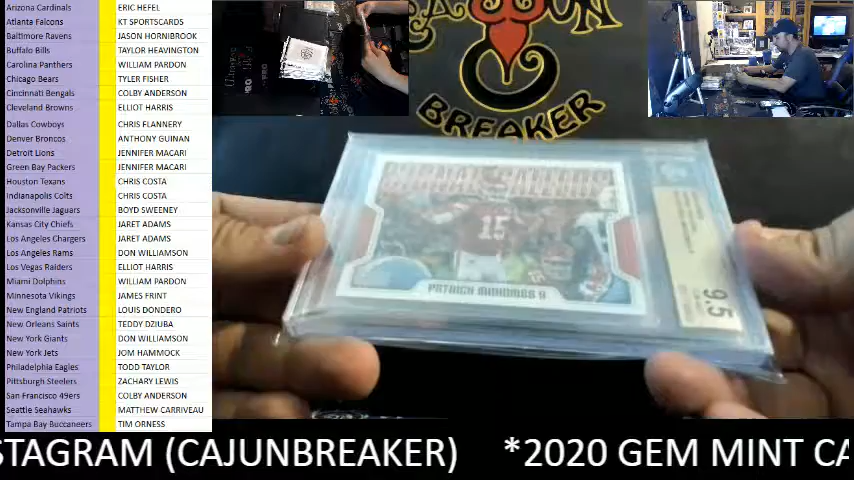 Arizona Cardinals ERIC HEFEL
Atlanta Falcons KT SPORTSCARDS
Baltimore Ravens JASON HORNIBROOK
Buffalo Bills TAYLOR HEAVINGTON
Carolina Panthers WILLIAM PARDON
Chicago Bears TYLER FISHER
Cincinnati Bengals COLBY ANDERSON
Cleveland Browns ELLIOT HARRIS
Dallas Cowboys CHRIS FLANNERY
Denver Broncos ANTHONY GUINAN
Detroit Lions JENNIFER MACARI
Green Bay Packers JENNIFER MACARI
Houston Texans CHRIS COSTA
Indianapolis Colts CHRIS COSTA
Jacksonville Jaguars BOYD SWEENEY
Kansas City Chiefs JARET ADAMS
Los Angeles Chargers JARET ADAMS
Los Angeles Rams DON WILLIAMSON
Los Vegas Raiders ELLIOT HARRIS
Miami Dolphins WILLIAM PARDON
Minnesota Vikings JAMES FRINT
New England Patriots LOUIS DONDERO
New Orleans Saints TEDDY DZIUBA
New York Giants DON WILLIAMSON
New York Jets JOM HAMMOCK
Philadelphia Eagles TODD TAYLOR
Pittsburgh Steelers ZACHARY LEWIS
San Francisco 49ers COLBY ANDERSON
Seattle Seahawks MATTHEW CARRIVEAU
Tampa Bay Buccaneers TIM ORNESS
BREAKER
15
PATRICK MAHOMES II
9.5
STAGRAM (CAJUNBREAKER) *2020 GEM MINT CA